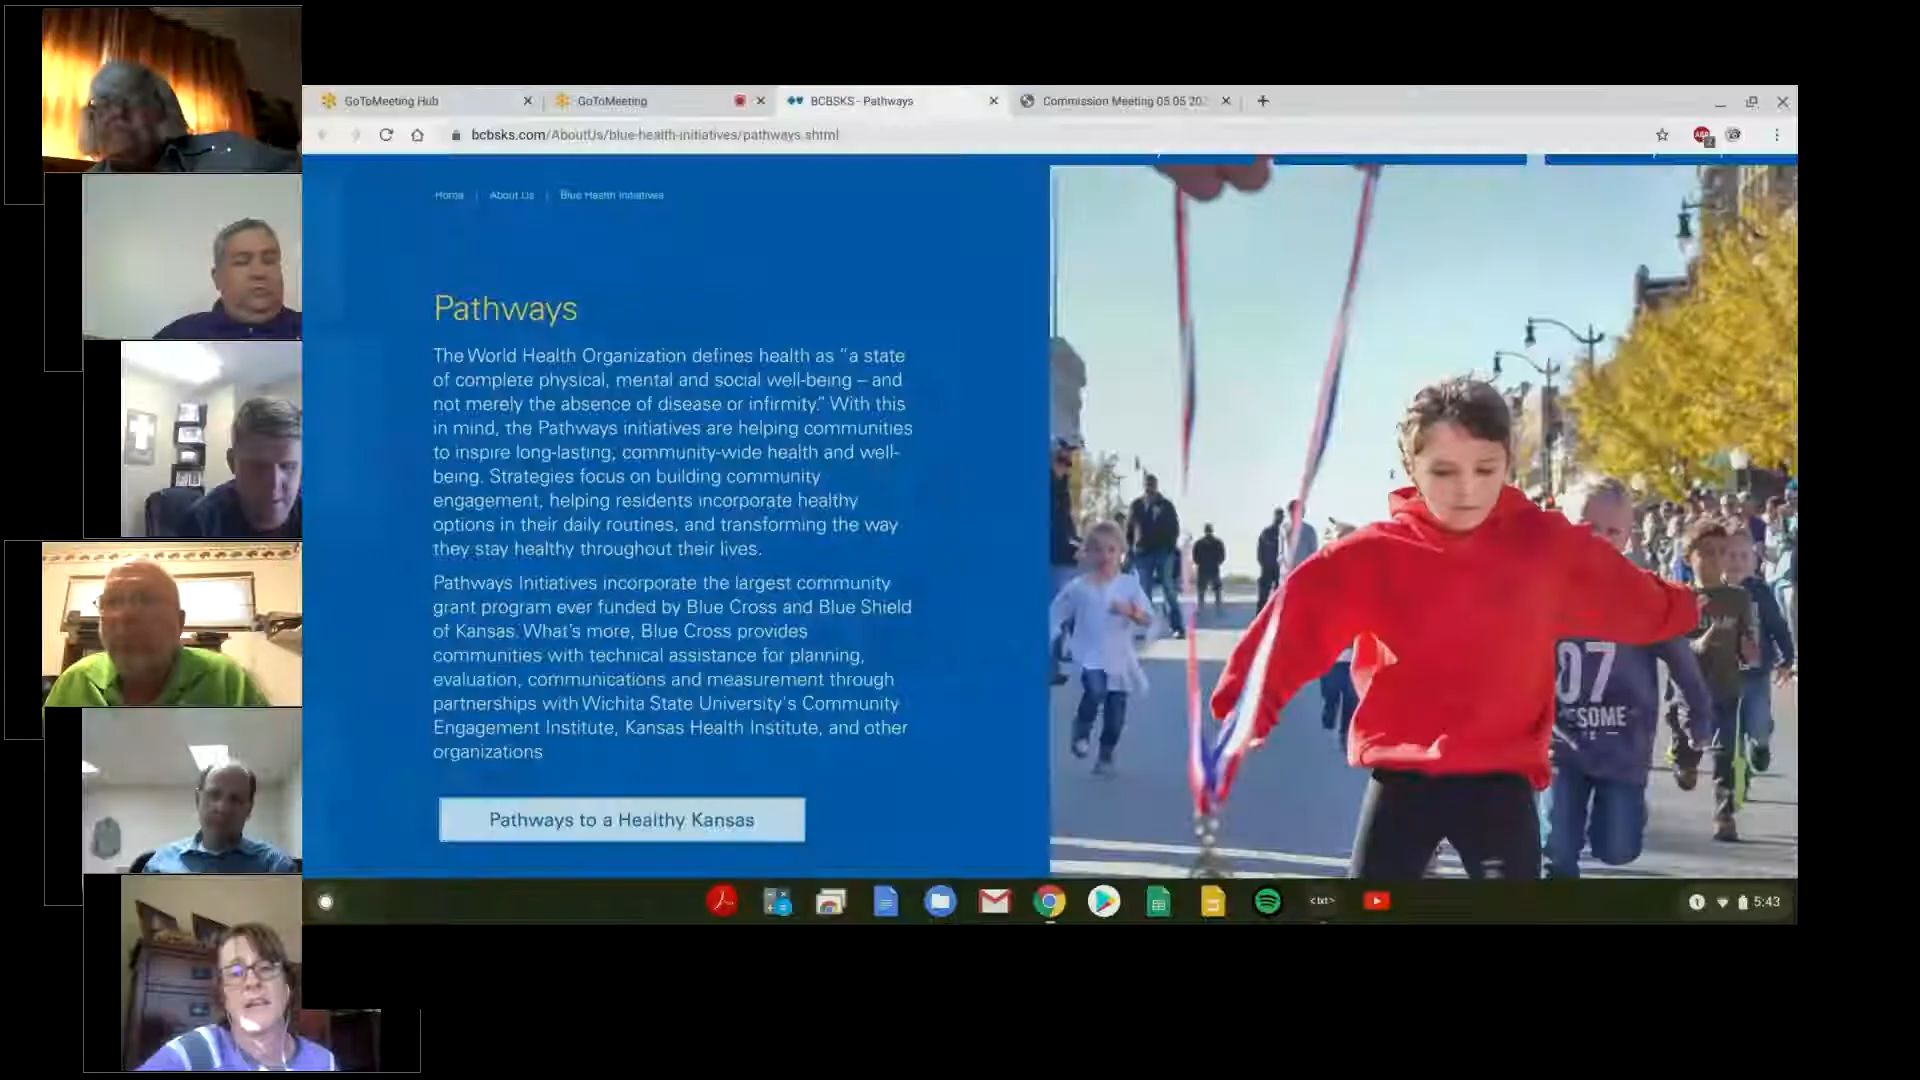 GoToMeeting Hub
GoToMeeting
BCBSKS - Pathways
Commission Meeting 05 05 202
bcbsks.com/AboutUs/blue-health-initiatives/pathways.shtml
Home | About Us | Blue Health Initiatives
Pathways
The World Health Organization defines health as “a state
of complete physical, mental and social well-being – and
not merely the absence of disease or infirmity.” With this
in mind, the Pathways initiatives are helping communities
to inspire long-lasting, community-wide health and well-
being. Strategies focus on building community
engagement, helping residents incorporate healthy
options in their daily routines, and transforming the way
they stay healthy throughout their lives.
Pathways Initiatives incorporate the largest community
grant program ever funded by Blue Cross and Blue Shield
of Kansas. What’s more, Blue Cross provides
communities with technical assistance for planning,
evaluation, communications and measurement through
partnerships with Wichita State University’s Community
Engagement Institute, Kansas Health Institute, and other
organizations
Pathways to a Healthy Kansas
07
ESOME
<txt>
1
5:43